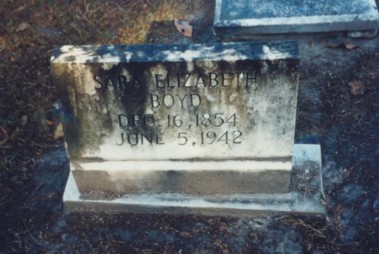 SARA ELIZABETH
BOYD
DEC. 16, 1854
JUNE 5, 1942